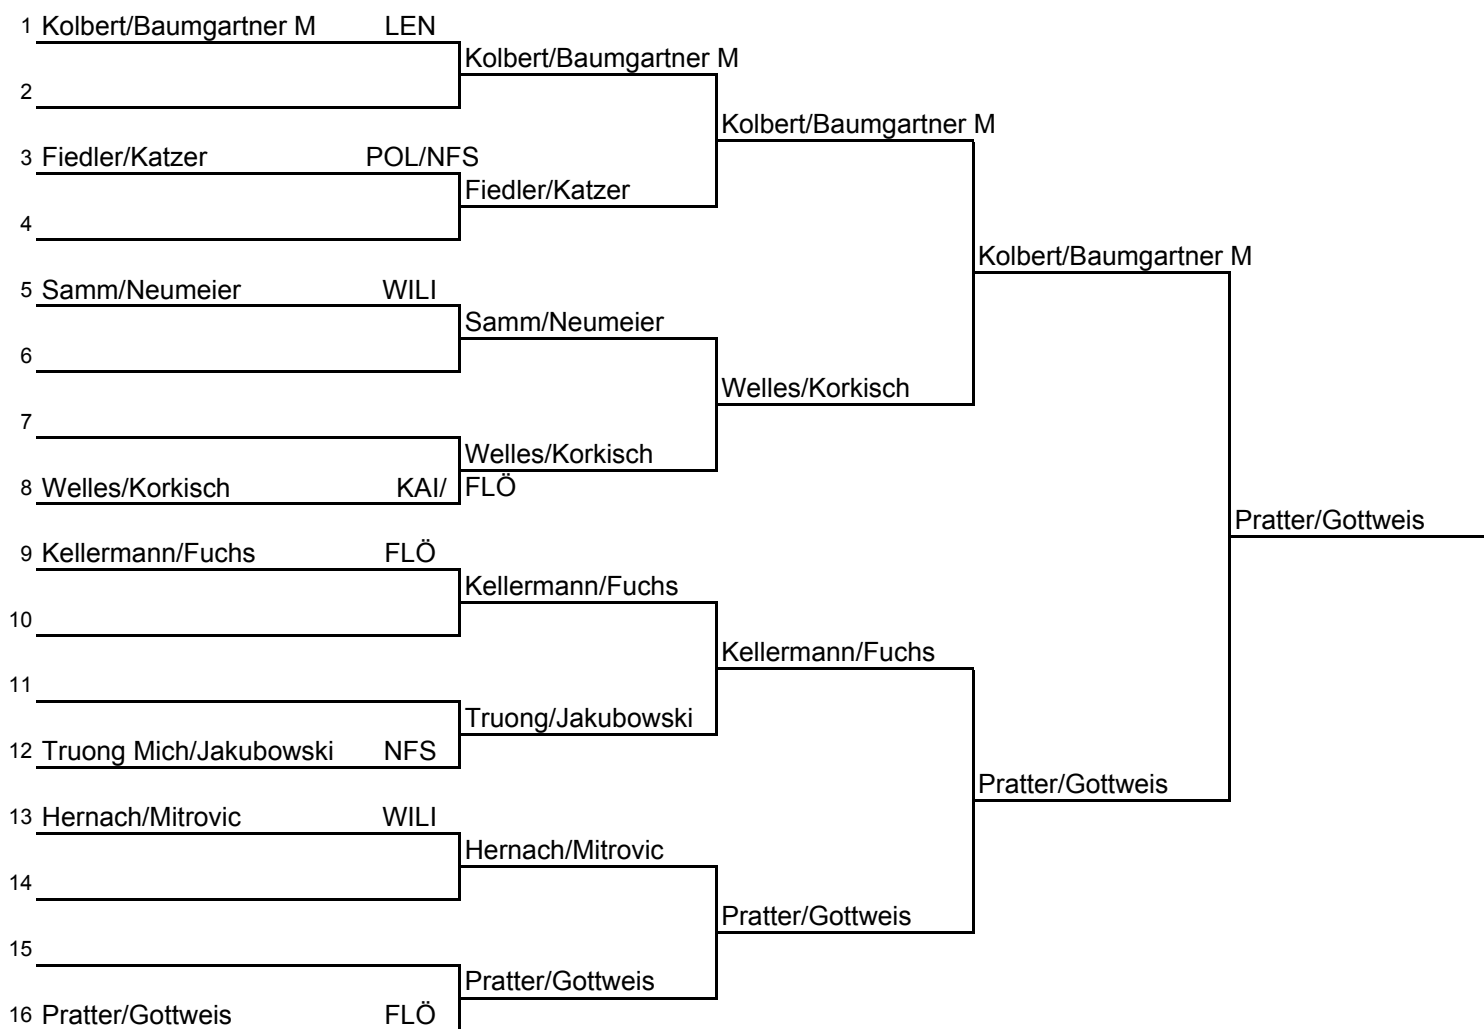 1 Kolbert/Baumgartner M LEN
Kolbert/Baumgartner M
2
Kolbert/Baumgartner M
3 Fiedler/Katzer POL/NFS
Fiedler/Katzer
4
Kolbert/Baumgartner M
5 Samm/Neumeier WILI
Samm/Neumeier
6
Welles/Korkisch
7
Welles/Korkisch
8 Welles/Korkisch KAI/ FLÖ
Pratter/Gottweis
9 Kellermann/Fuchs FLÖ
Kellermann/Fuchs
10
Kellermann/Fuchs
11
Truong/Jakubowski
12 Truong Mich/Jakubowski NFS
Pratter/Gottweis
13 Hernach/Mitrovic WILI
Hernach/Mitrovic
14
Pratter/Gottweis
15
Pratter/Gottweis
16 Pratter/Gottweis FLÖ